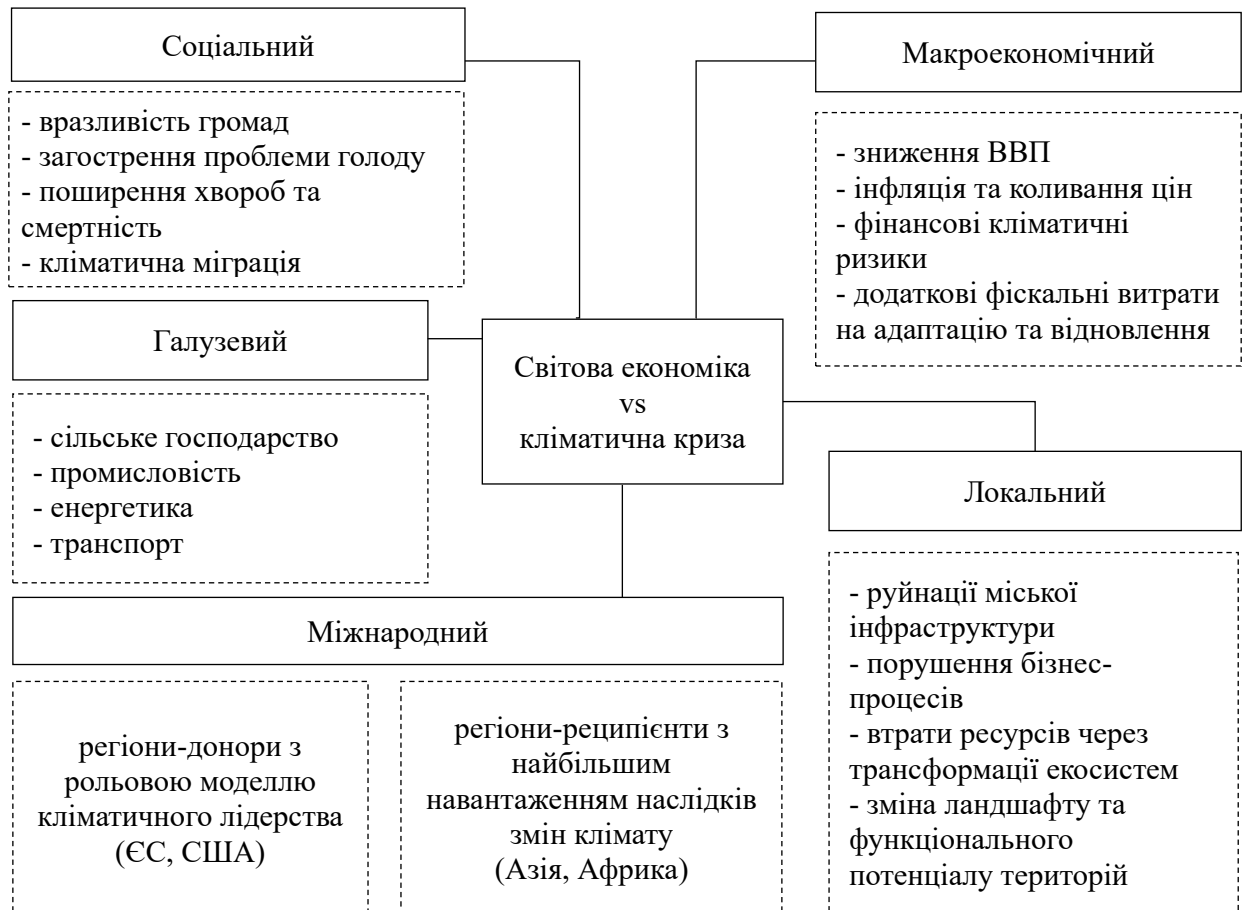 Соціальний
- вразливість громад
- загострення проблеми голоду
- поширення хвороб та
смертність
- кліматична міграція
Макроекономічний
- зниження ВВП
- інфляція та коливання цін
- фінансові кліматичні
ризики
- додаткові фіскальні витрати
на адаптацію та відновлення
Галузевий
- сільське господарство
- промисловість
- енергетика
- транспорт
Світова економіка
vs
кліматична криза
Локальний
- руйнації міської
інфраструктури
- порушення бізнес-
процесів
- втрати ресурсів через
трансформації екосистем
- зміна ландшафту та
функціонального
потенціалу територій
Міжнародний
регіони-донори з
рольовою моделлю
кліматичного лідерства
(ЄС, США)
регіони-реципієнти з
найбільшим
навантаженням наслідків
змін клімату
(Азія, Африка)